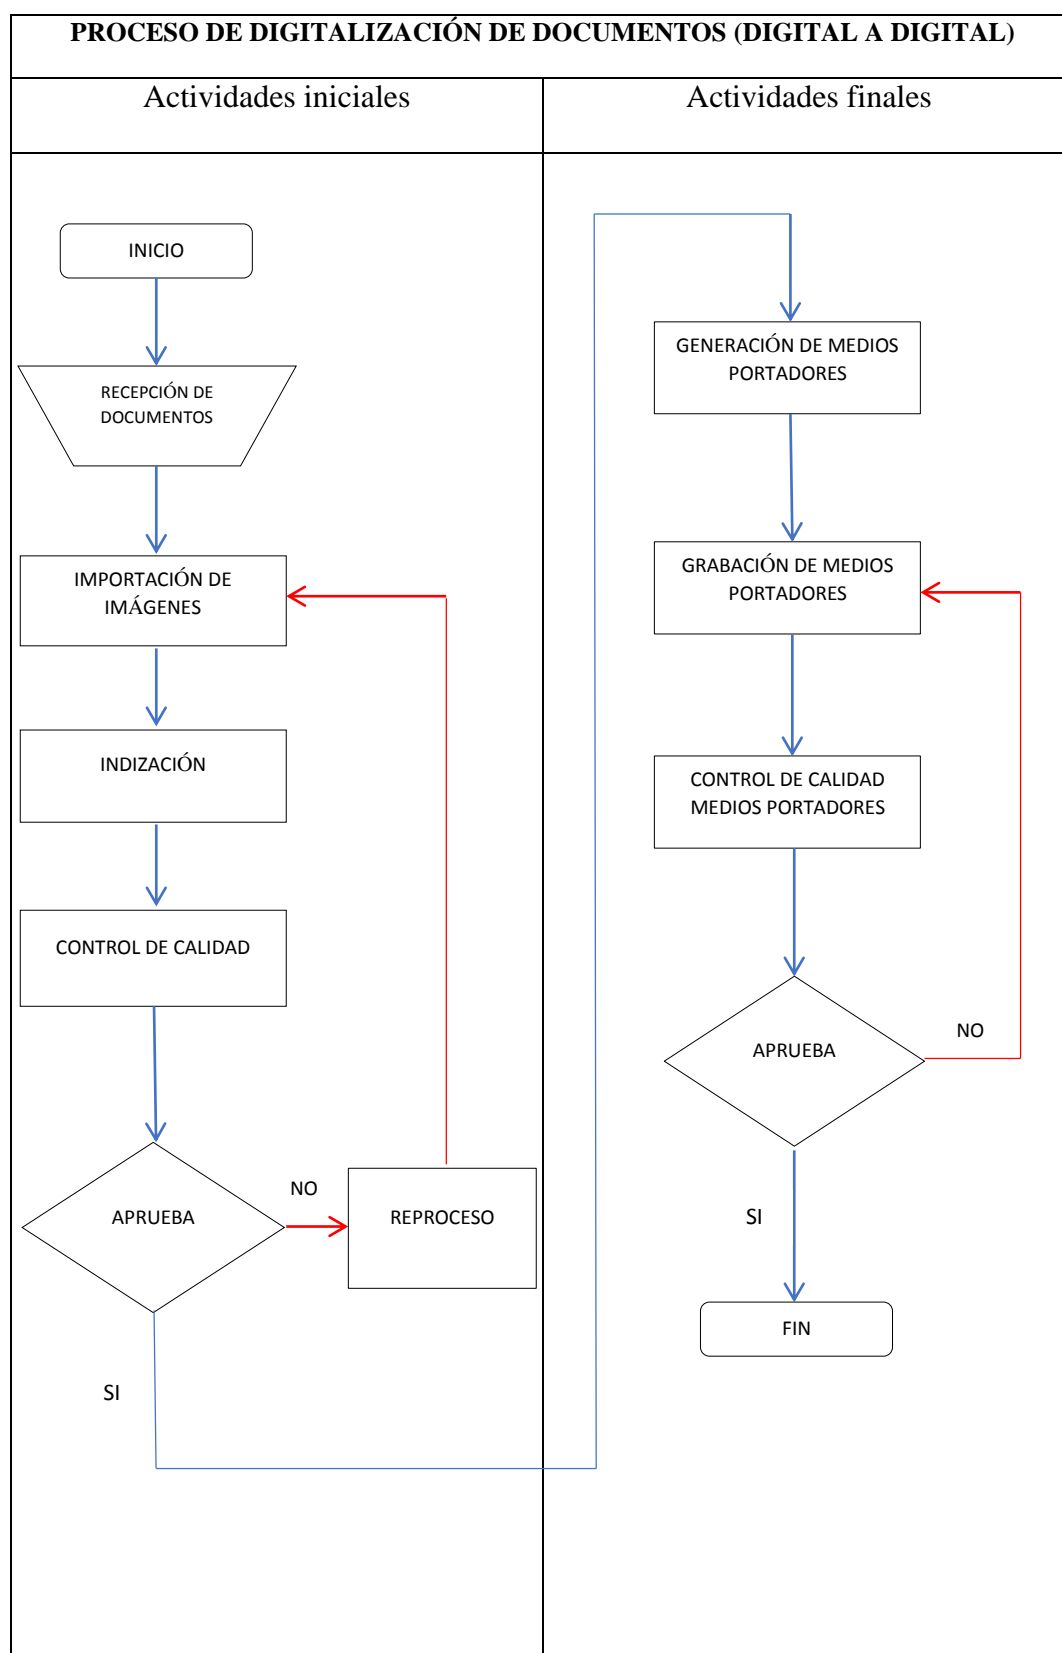 PROCESO DE DIGITALIZACIÓN DE DOCUMENTOS (DIGITAL A DIGITAL)
Actividades iniciales
Actividades finales
INICIO
RECEPCIÓN DE
DOCUMENTOS
IMPORTACIÓN DE
IMÁGENES
INDIZACIÓN
CONTROL DE CALIDAD
APRUEBA
NO
REPROCESO
SI
GENERACIÓN DE MEDIOS
PORTADORES
GRABACIÓN DE MEDIOS
PORTADORES
CONTROL DE CALIDAD
MEDIOS PORTADORES
APRUEBA
NO
SI
FIN